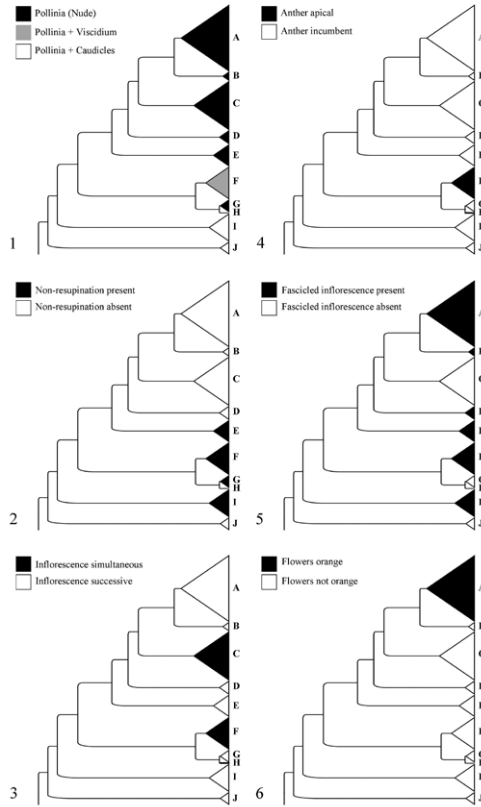 Pollinia (Nude)
Pollinia + Viscidium
Pollinia + Caudicles
A
B
C
D
E
F
G
H
I
J
1
Non-resupination present
Non-resupination absent
A
B
C
D
E
F
G
H
I
J
2
Inflorescence simultaneous
Inflorescence successive
A
B
C
D
E
F
G
H
I
J
3
Anther apical
Anther incumbent
4
Fascicled inflorescence present
Fascicled inflorescence absent
5
Flowers orange
Flowers not orange
6